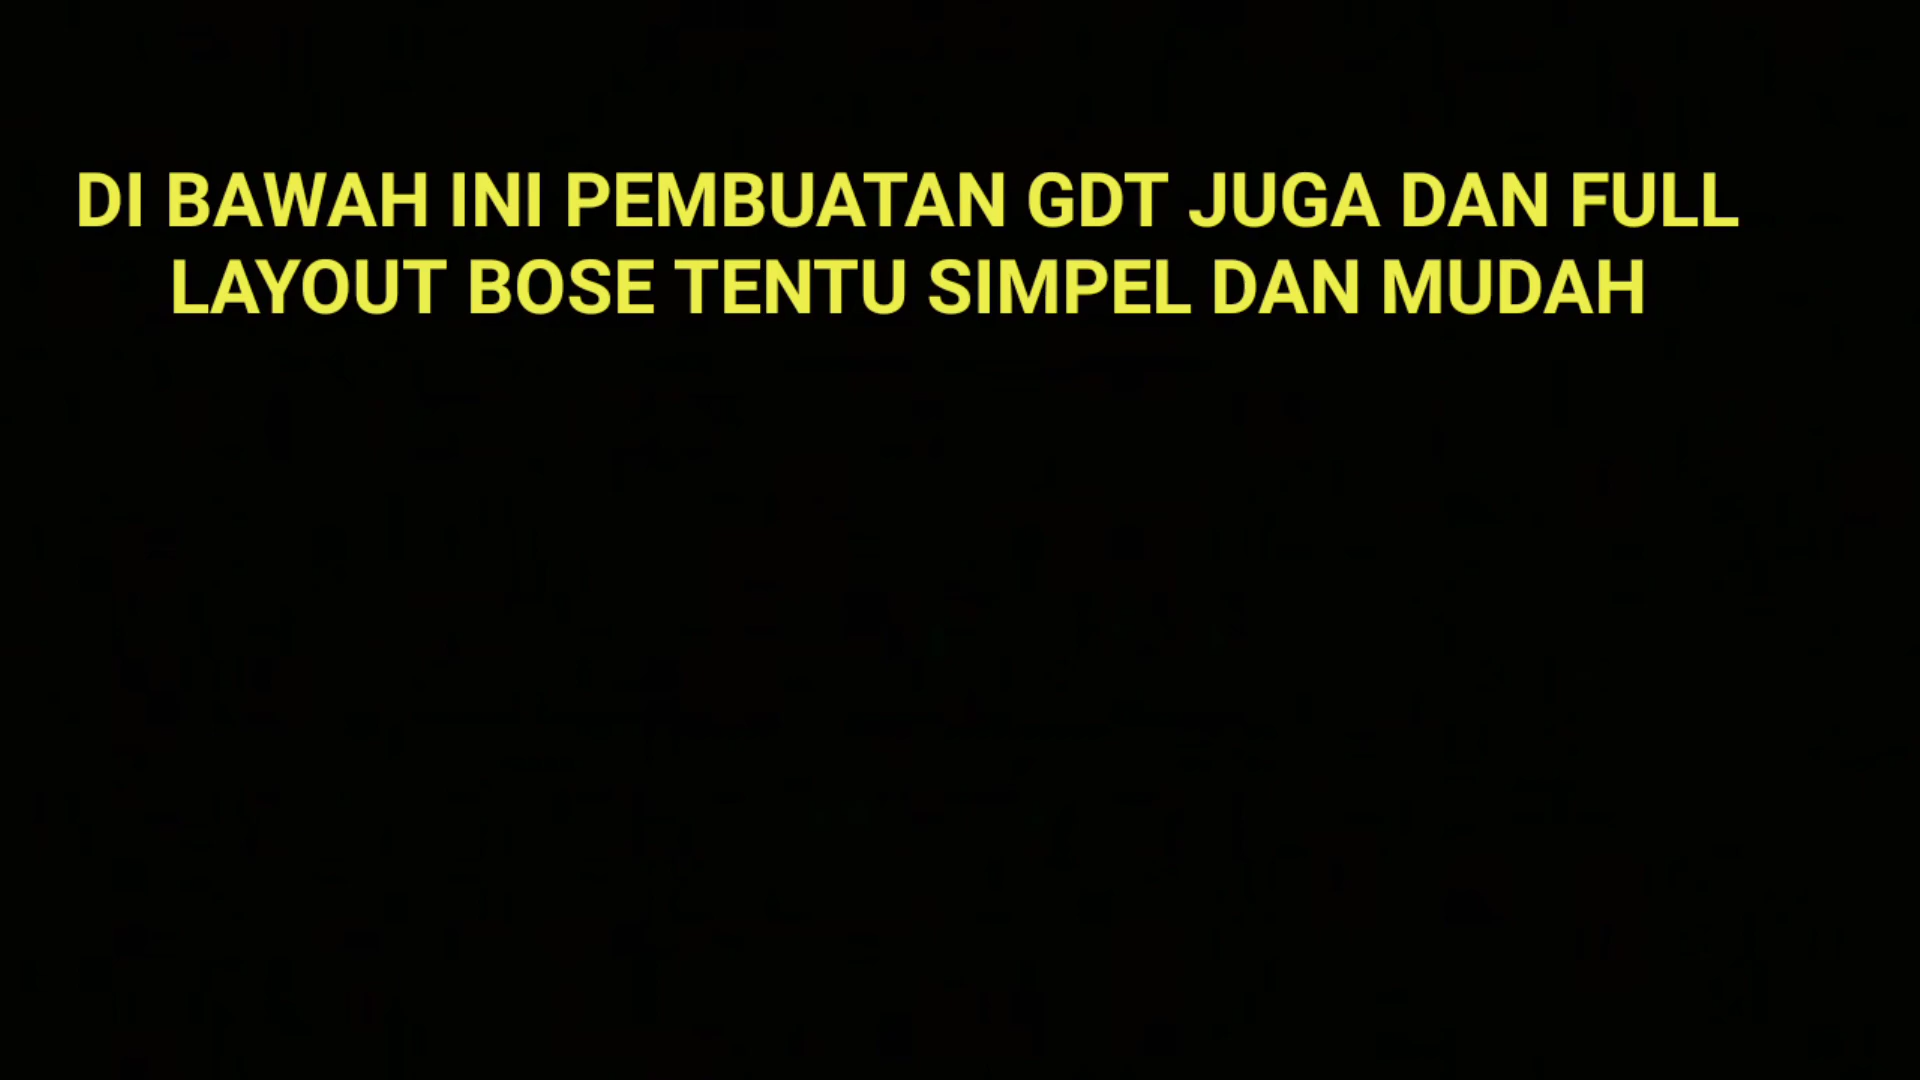 DI BAWAH INI PEMBUATAN GDT JUGA DAN FULL
LAYOUT BOSE TENTU SIMPEL DAN MUDAH